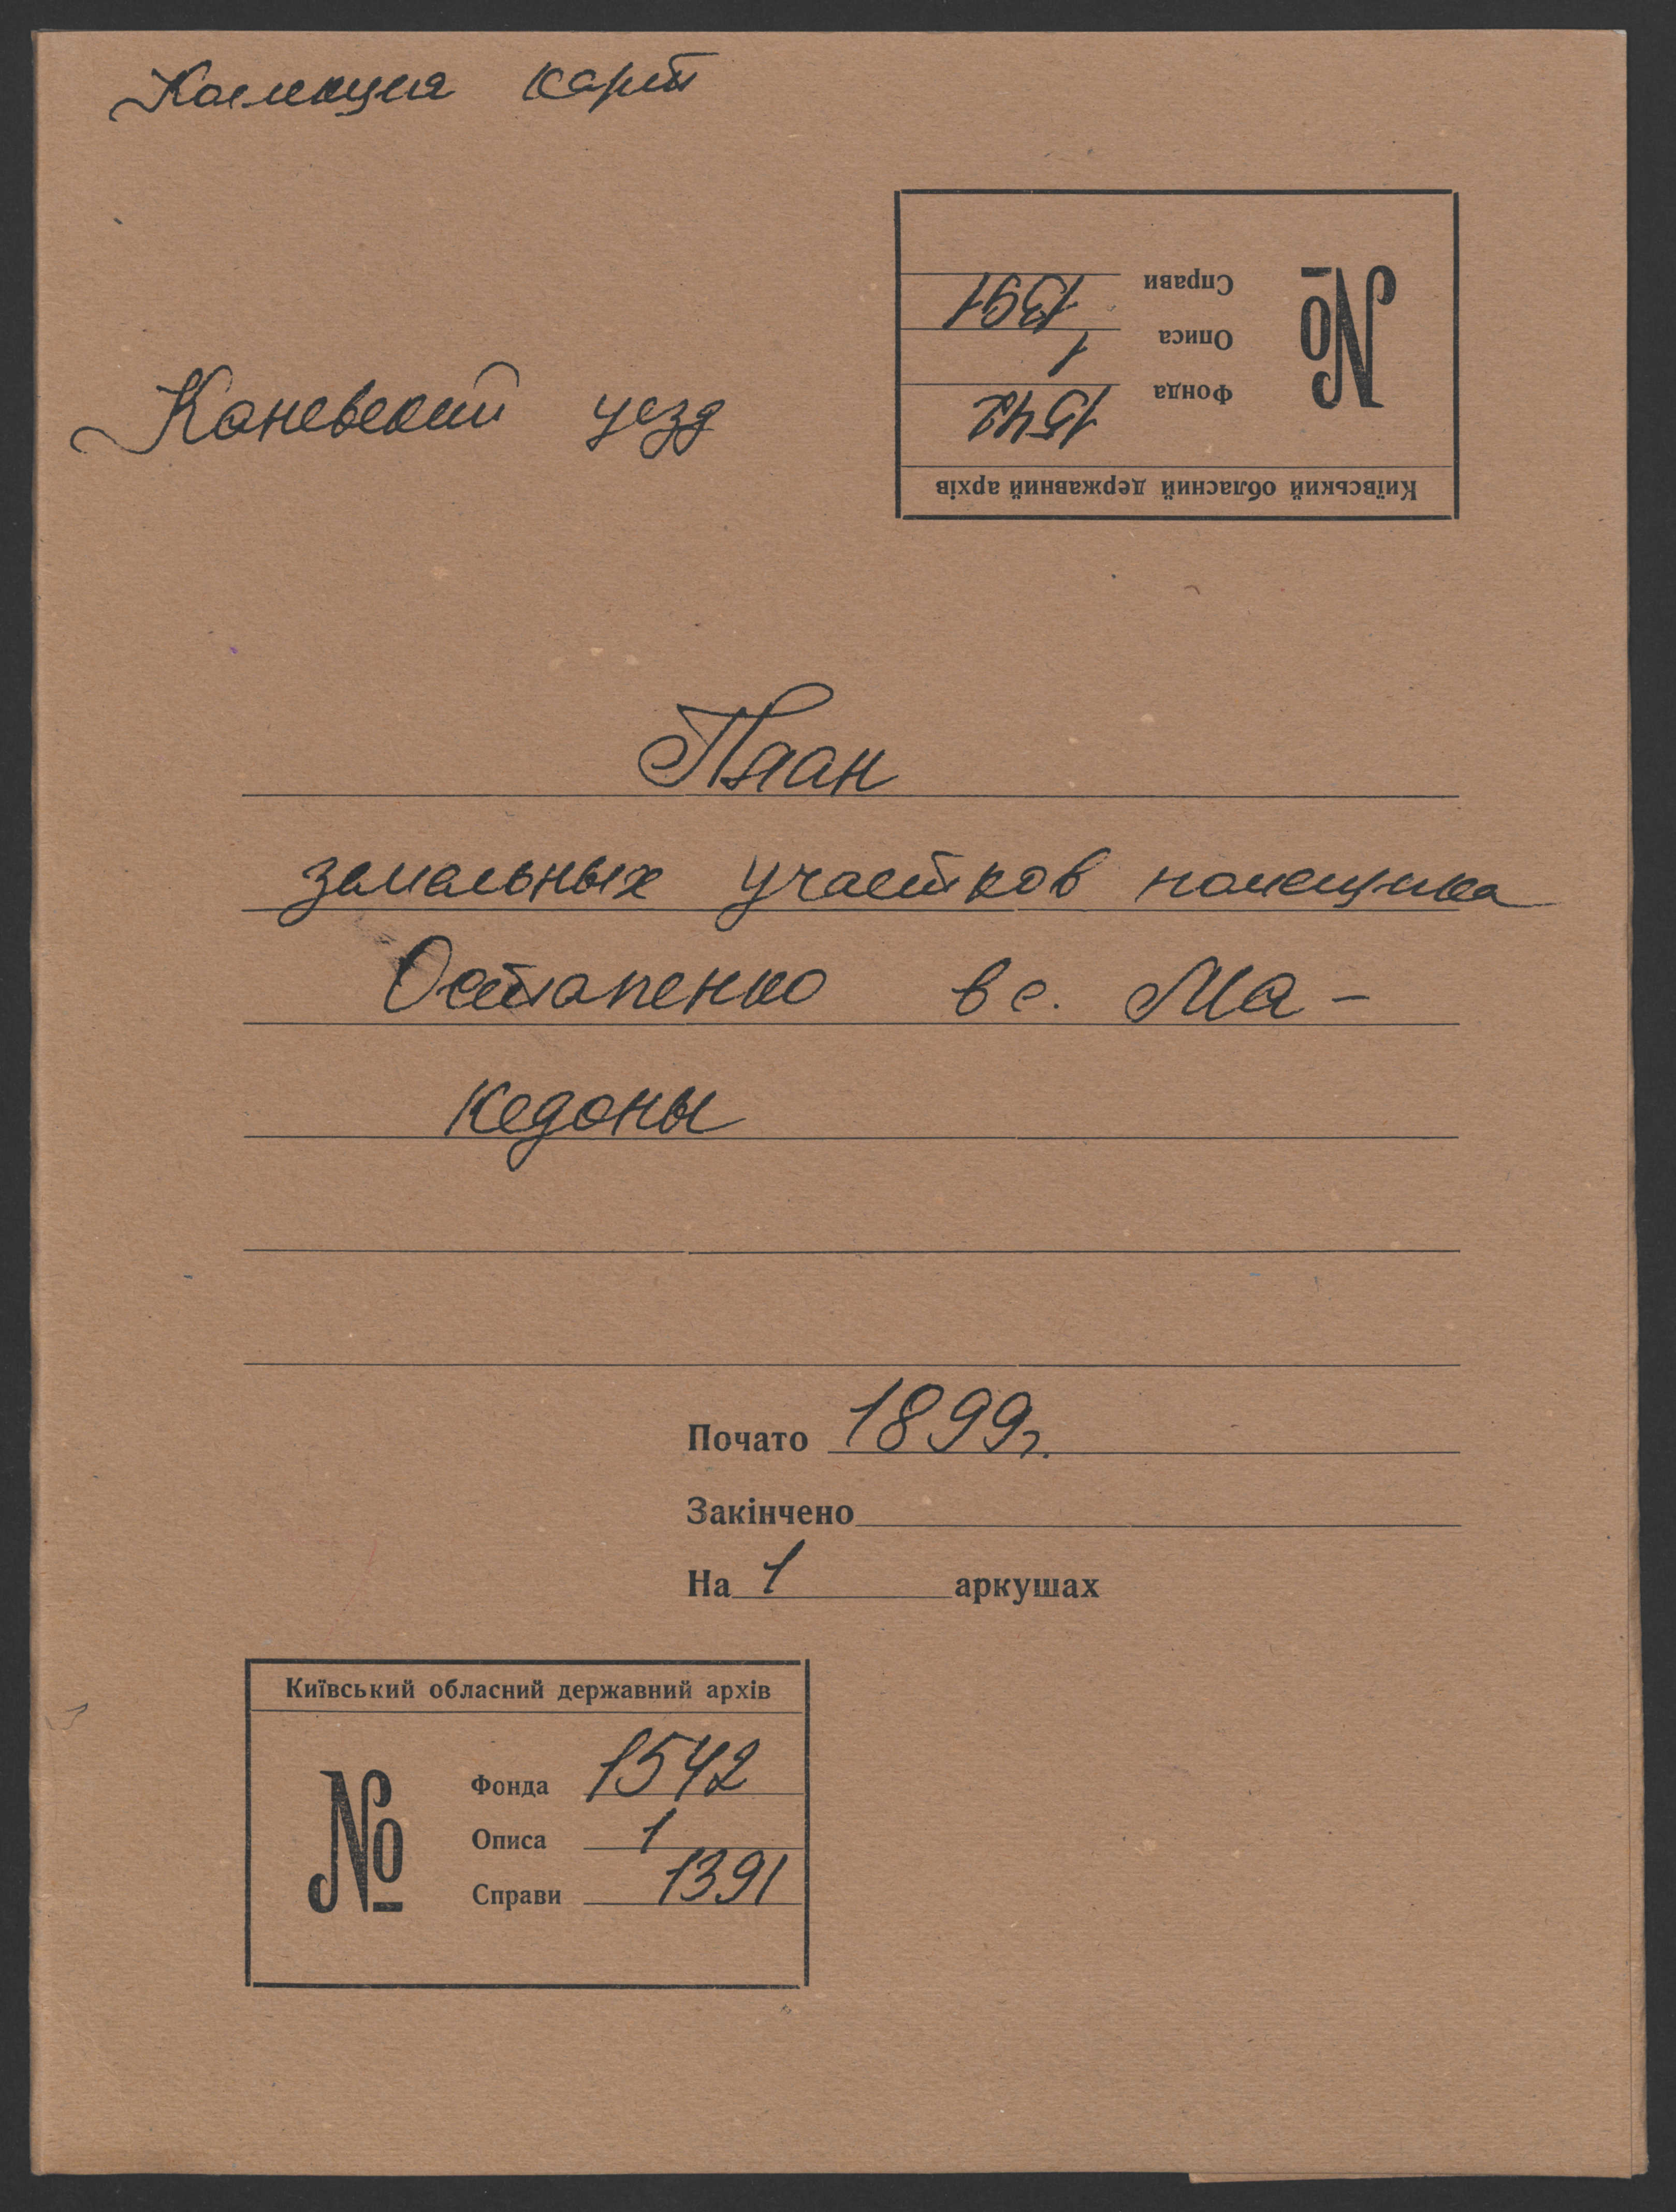 Коллекция карт
Справи 1391
Описа 1
Фонда 1542
№
Київський обласний державний архів
Каневский уезд
План
земельных участков помещика
Остапенко в с. Ма-
кедоны
Почато 1899г.
Закінчено
На 1 аркушах
Київський обласний державний архів
№
Фонда 1542
Описа 1
Справи 1391